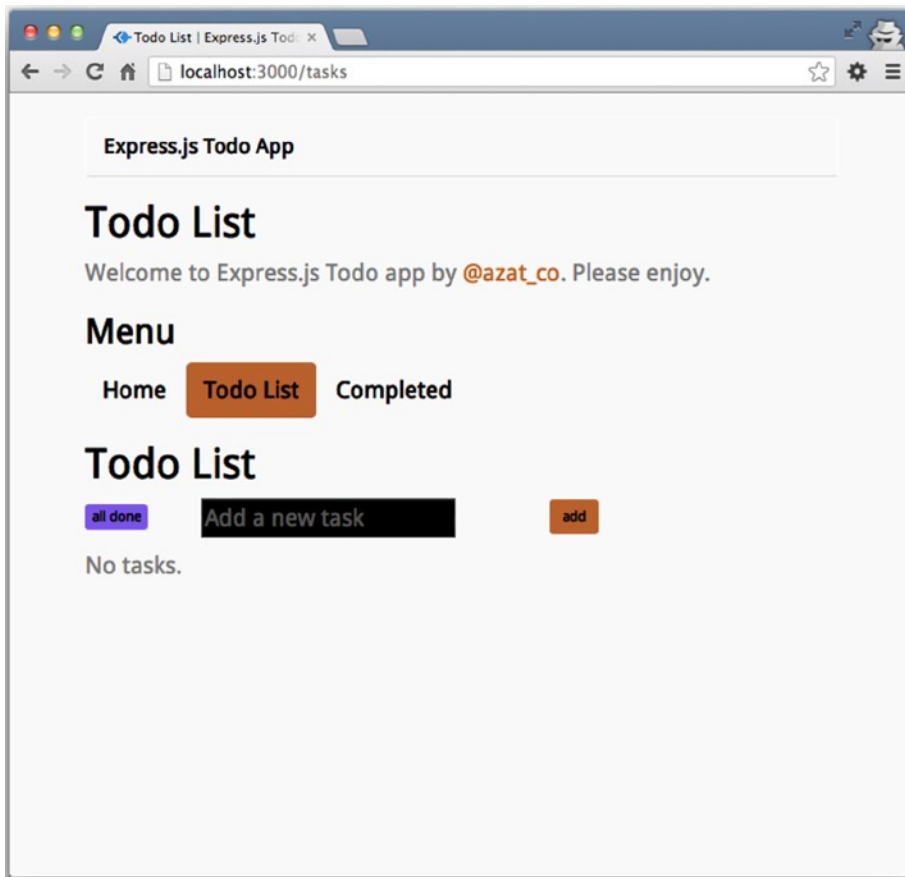 Todo List | Express.js Tod
localhost:3000/tasks
Express.js Todo App
Todo List
Welcome to Express.js Todo app by @azat_co. Please enjoy.
Menu
Home Todo List Completed
Todo List
all done Add a new task add
No tasks.